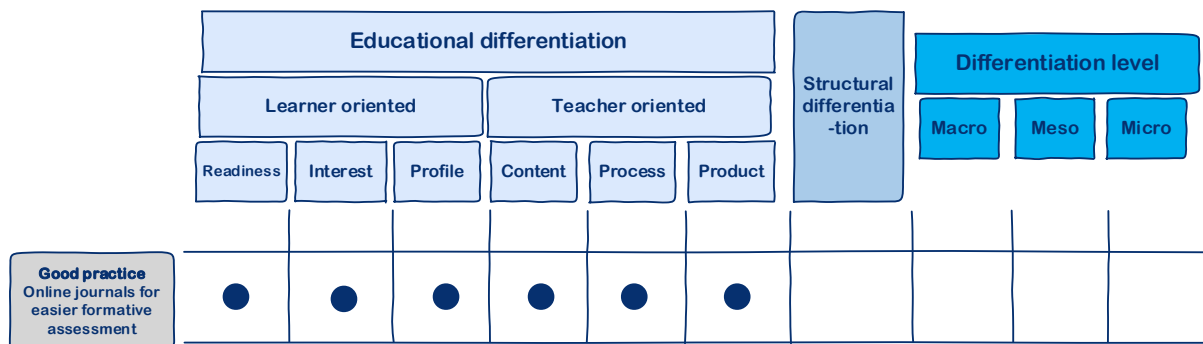 Educational differentiation
Learner oriented
Teacher oriented
Readiness
Interest
Profile
Content
Process
Product
Structural
differentia
-tion
Differentiation level
Macro
Meso
Micro
Good practice
Online journals for
easier formative
assessment